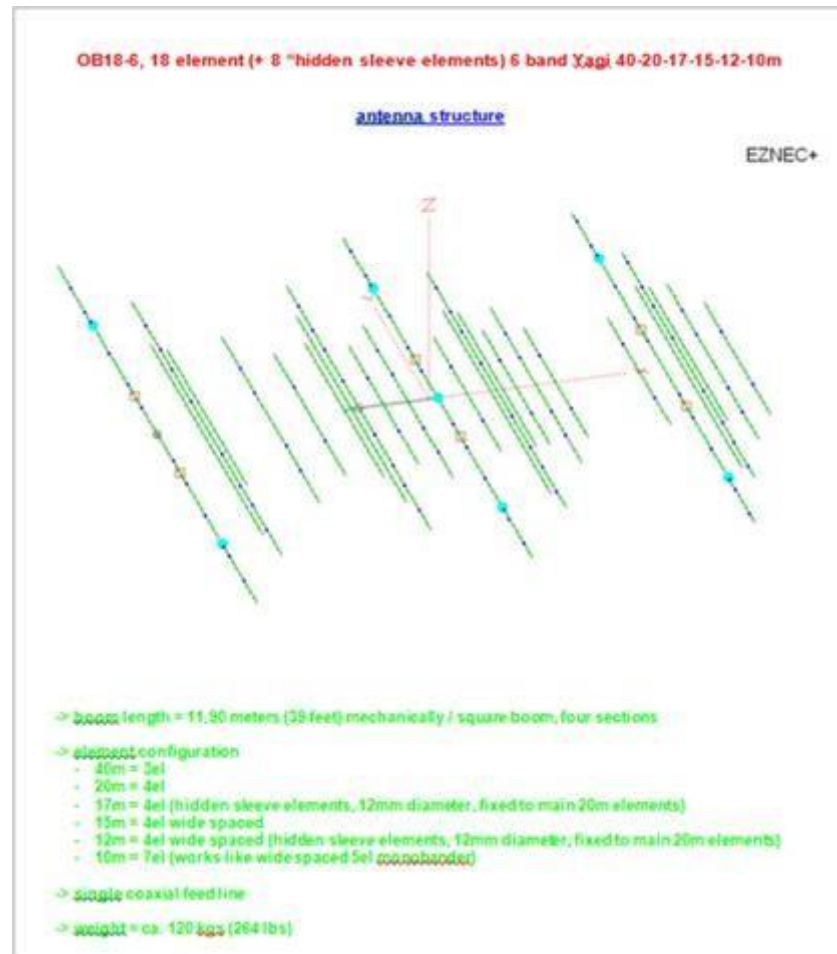 OB18-6, 18 element (+ 8 "hidden sleeve elements) 6 band Yagi 40-20-17-15-12-10m
antenna structure
EZNEC+
Z
-> boom length = 11,90 meters (39 feet) mechanically / square boom, four sections
-> element configuration
- 40m = 3el
- 20m = 4el
- 17m = 4el (hidden sleeve elements, 12mm diameter, fixed to main 20m elements)
- 15m = 4el wide spaced
- 12m = 4el wide spaced (hidden sleeve elements, 12mm diameter, fixed to main 20m elements)
- 10m = 7el (works like wide spaced 5el monobander)
-> single coaxial feed line
-> weight = ca. 120 kgs (264 lbs)